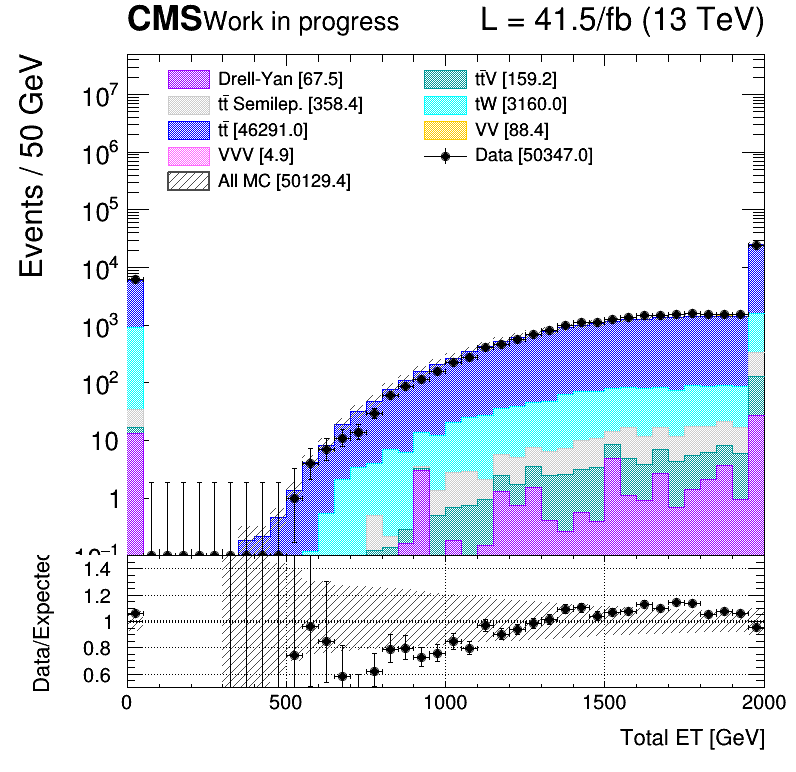 CMS Work in progress L = 41.5/fb (13 TeV)
Events / 50 GeV
Drell-Yan [67.5]
tt̄ Semilep. [358.4]
tt̄ [46291.0]
VVV [4.9]
All MC [50129.4]
tt̄V [159.2]
tW [3160.0]
VV [88.4]
Data [50347.0]
10⁷
10⁶
10⁵
10⁴
10³
10²
10
1
10⁻¹
Data/Expected
1.4
1.2
1
0.8
0.6
0 500 1000 1500 2000
Total ET [GeV]